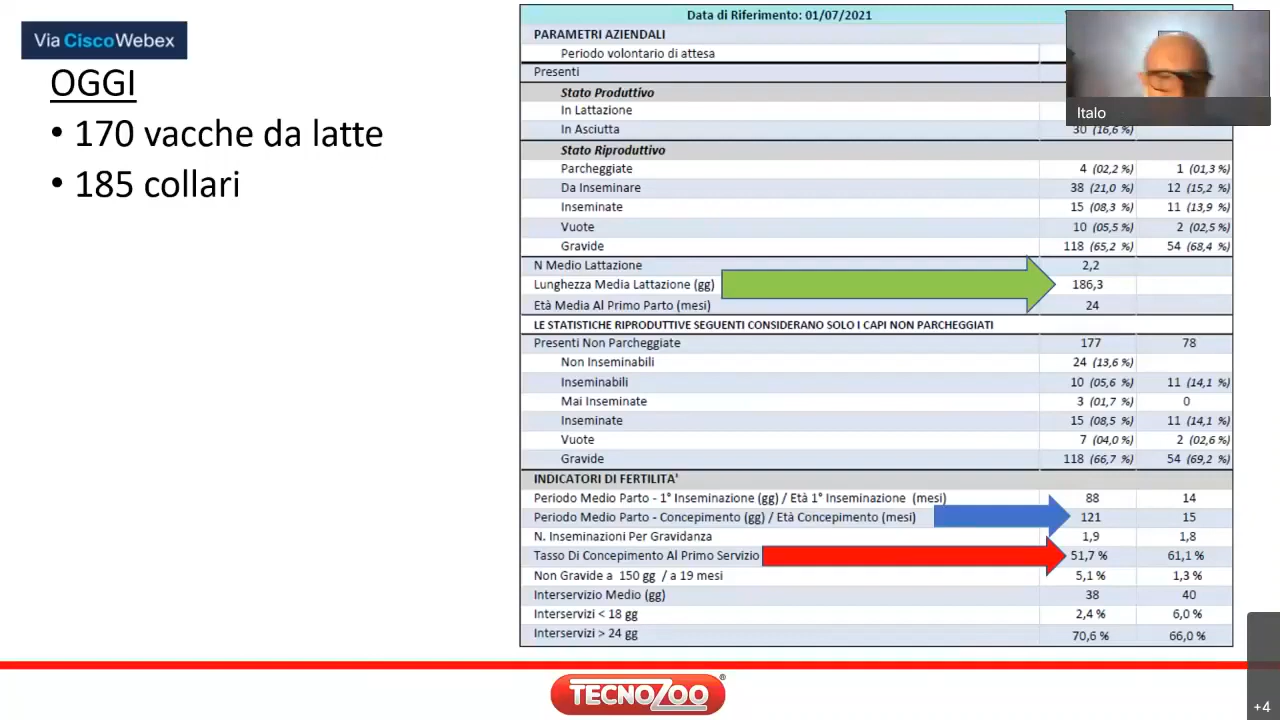 Via CiscoWebex
OGGI
• 170 vacche da latte
• 185 collari
Data di Riferimento: 01/07/2021
PARAMETRI AZIENDALI
Periodo volontario di attesa
Presenti
Stato Produttivo
In Lattazione
In Asciutta 30 (16,6 %)
Stato Riproduttivo
Parcheggiate 4 (02,2 %) 1 (01,3 %)
Da Inseminare 38 (21,0 %) 12 (15,2 %)
Inseminate 15 (08,3 %) 11 (13,9 %)
Vuote 10 (05,5 %) 2 (02,5 %)
Gravide 118 (65,2 %) 54 (68,4 %)
N Medio Lattazione 2,2
Lunghezza Media Lattazione (gg) 186,3
Età Media Al Primo Parto (mesi) 24
LE STATISTICHE RIPRODUTTIVE SEGUENTI CONSIDERANO SOLO I CAPI NON PARCHEGGIATI
Presenti Non Parcheggiate 177 78
Non Inseminabili 24 (13,6 %)
Inseminabili 10 (05,6 %) 11 (14,1 %)
Mai Inseminate 3 (01,7 %) 0
Inseminate 15 (08,5 %) 11 (14,1 %)
Vuote 7 (04,0 %) 2 (02,6 %)
Gravide 118 (66,7 %) 54 (69,2 %)
INDICATORI DI FERTILITA'
Periodo Medio Parto - 1° Inseminazione (gg) / Età 1° Inseminazione (mesi) 88 14
Periodo Medio Parto - Concepimento (gg) / Età Concepimento (mesi) 121 15
N. Inseminazioni Per Gravidanza 1,9 1,8
Tasso Di Concepimento Al Primo Servizio 51,7 % 61,1 %
Non Gravide a 150 gg / a 19 mesi 5,1 % 1,3 %
Interservizio Medio (gg) 38 40
Interservizi < 18 gg 2,4 % 6,0 %
Interservizi > 24 gg 70,6 % 66,0 %
Italo
TECNOZOO®
+4